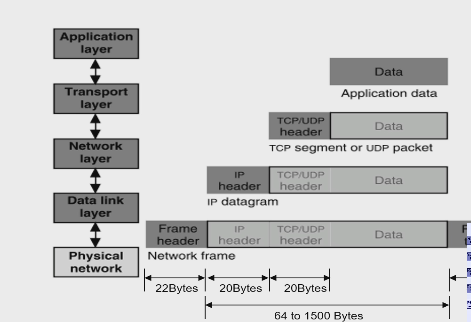 Application
layer
Data
Application data
Transport
layer
TCP/UDP
header
Data
TCP segment or UDP packet
Network
layer
IP
header
TCP/UDP
header
Data
IP datagram
Data link
layer
Frame
header
IP
header
TCP/UDP
header
Data
Network frame
Physical
network
22Bytes
20Bytes
20Bytes
64 to 1500 Bytes